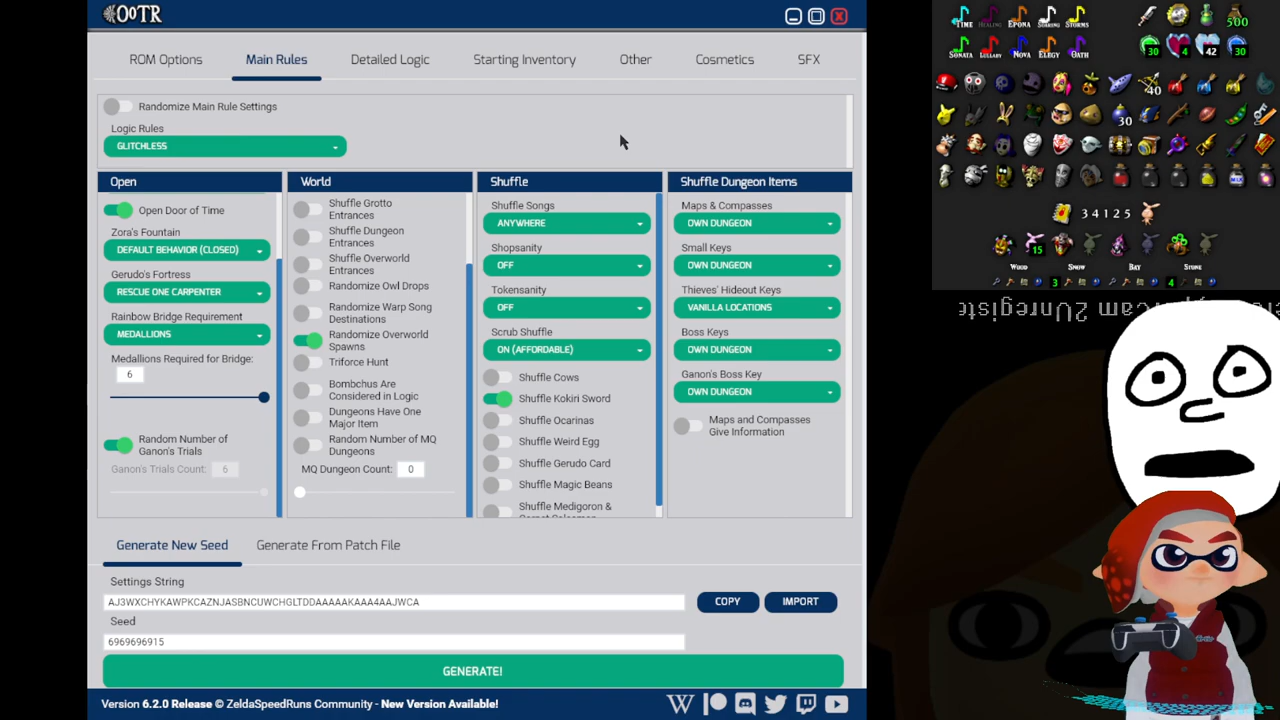 OoTR
ROM Options
Main Rules
Detailed Logic
Starting Inventory
Other
Cosmetics
SFX
Randomize Main Rule Settings
Logic Rules
GLITCHLESS
Open
Open Door of Time
Zora's Fountain
DEFAULT BEHAVIOR (CLOSED)
Gerudo's Fortress
RESCUE ONE CARPENTER
Rainbow Bridge Requirement
MEDALLIONS
Medallions Required for Bridge:
6
Random Number of
Ganon's Trials
Ganon's Trials Count: 6
World
Shuffle Grotto
Entrances
Shuffle Dungeon
Entrances
Shuffle Overworld
Entrances
Randomize Owl Drops
Randomize Warp Song
Destinations
Randomize Overworld
Spawns
Triforce Hunt
Bombchus Are
Considered in Logic
Dungeons Have One
Major Item
Random Number of MQ
Dungeons
MQ Dungeon Count: 0
Shuffle
Shuffle Songs
ANYWHERE
Shopsanity
OFF
Tokensanity
OFF
Scrub Shuffle
ON (AFFORDABLE)
Shuffle Cows
Shuffle Kokiri Sword
Shuffle Ocarinas
Shuffle Weird Egg
Shuffle Gerudo Card
Shuffle Magic Beans
Shuffle Medigoron &
Shuffle Dungeon Items
Maps & Compasses
OWN DUNGEON
Small Keys
OWN DUNGEON
Thieves' Hideout Keys
VANILLA LOCATIONS
Boss Keys
OWN DUNGEON
Ganon's Boss Key
OWN DUNGEON
Maps and Compasses
Give Information
Generate New Seed
Generate From Patch File
Settings String
AJ3WXCHYKAWPKCAZNJASBNCUWCHGLTDDAAAAAKAAA4AAJWCA
COPY
IMPORT
Seed
6969696915
GENERATE!
Version 6.2.0 Release © ZeldaSpeedRuns Community - New Version Available!
TIME HEALING EPONA SOARING STORMS
500
SONATA LULLABY NOVA ELEGY OATH
30 4 42 30
40
30
34125
15
WOOD SNOW BAY STONE
3 4